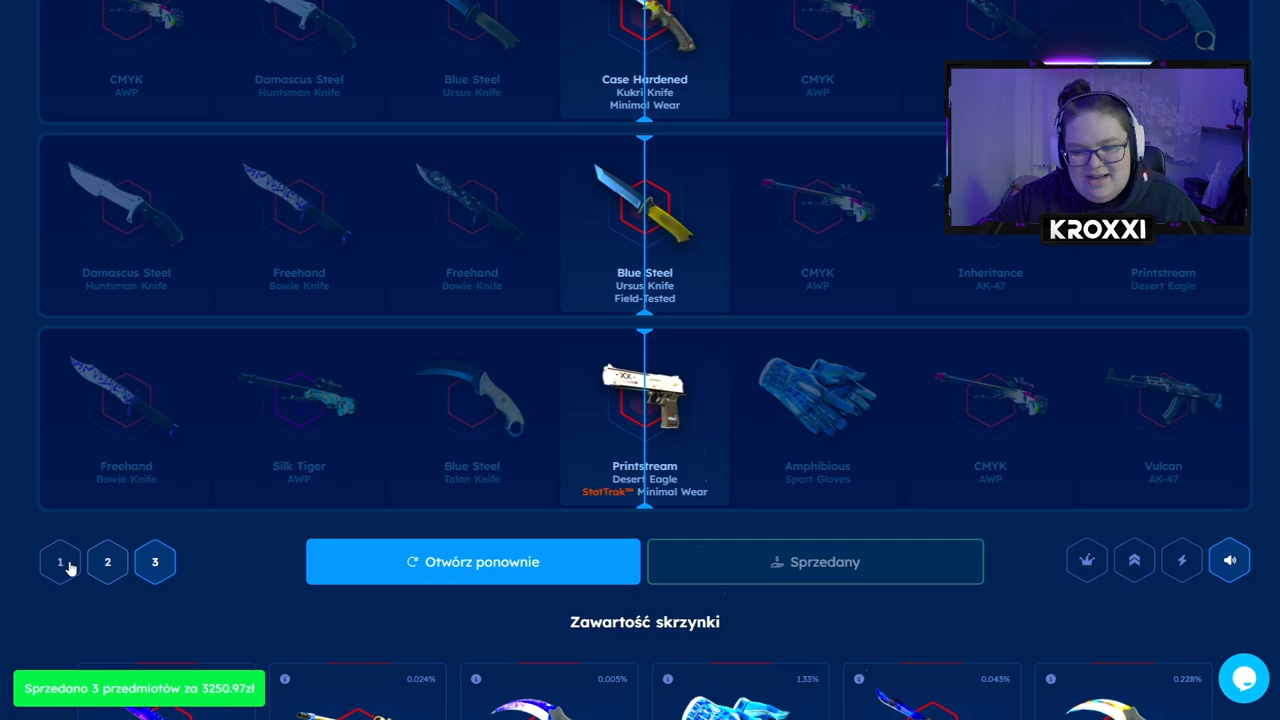 CMYK
AWP
Damascus Steel
Huntsman Knife
Blue Steel
Ursus Knife
Case Hardened
Kukri Knife
Minimal Wear
CMYK
AWP
KROXXI
Damascus Steel
Huntsman Knife
Freehand
Bowie Knife
Freehand
Bowie Knife
Blue Steel
Ursus Knife
Field-Tested
CMYK
AWP
Inheritance
AK-47
Printstream
Desert Eagle
XX
Freehand
Bowie Knife
Silk Tiger
AWP
Blue Steel
Talon Knife
Printstream
Desert Eagle
StatTrak™ Minimal Wear
Amphibious
Sport Gloves
CMYK
AWP
Vulcan
AK-47
1
2
3
Otwórz ponownie
Sprzedany
Zawartość skrzynki
Sprzedano 3 przedmiotów za 3250.97zł
0.024%
0.005%
1.33%
0.043%
0.228%